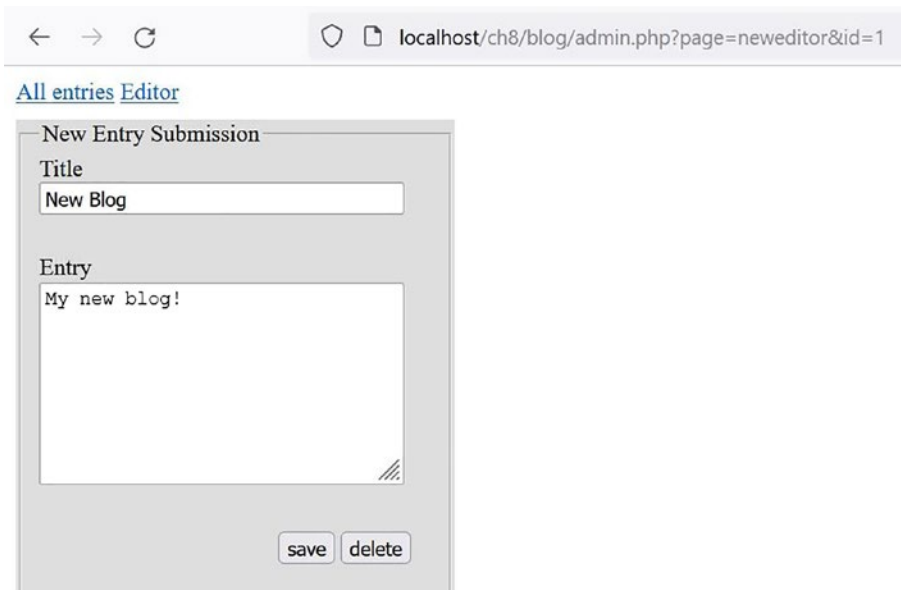 localhost/ch8/blog/admin.php?page=neweditor&id=1
All entries Editor
New Entry Submission
Title
New Blog
Entry
My new blog!
save delete